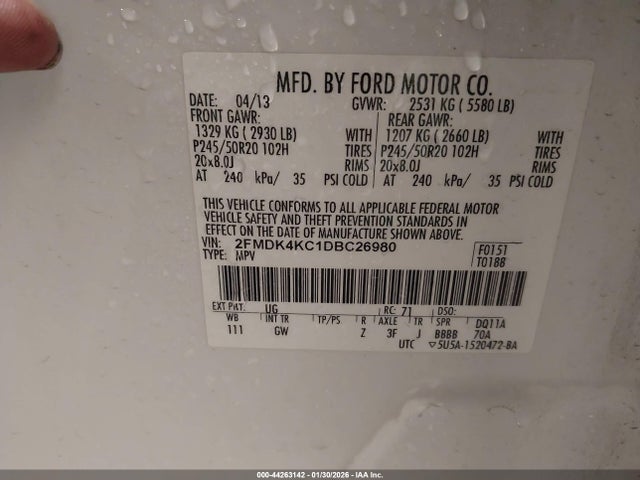 MFD. BY FORD MOTOR CO.
DATE: 04/13 GVWR: 2531 KG ( 5580 LB)
FRONT GAWR: REAR GAWR:
1329 KG ( 2930 LB) WITH 1207 KG ( 2660 LB) WITH
P245/50R20 102H TIRES P245/50R20 102H TIRES
20x8.0J RIMS 20x8.0J RIMS
AT 240 kPa/ 35 PSI COLD AT 240 kPa/ 35 PSI COLD
THIS VEHICLE CONFORMS TO ALL APPLICABLE FEDERAL MOTOR
VEHICLE SAFETY AND THEFT PREVENTION STANDARDS IN
EFFECT ON THE DATE OF MANUFACTURE SHOWN ABOVE.
VIN: 2FMDK4KC1DBC26980 F0151
TYPE: MPV T0188
EXT PNT: UG RC: 71 DSO:
WB INT TR TP/PS R AXLE TR SPR DQ11A
111 GW Z 3F J BBBB 70A
UTC ▽5U5A-1520472-BA
000-44263142 - 01/30/2026 - IAAI, Inc.